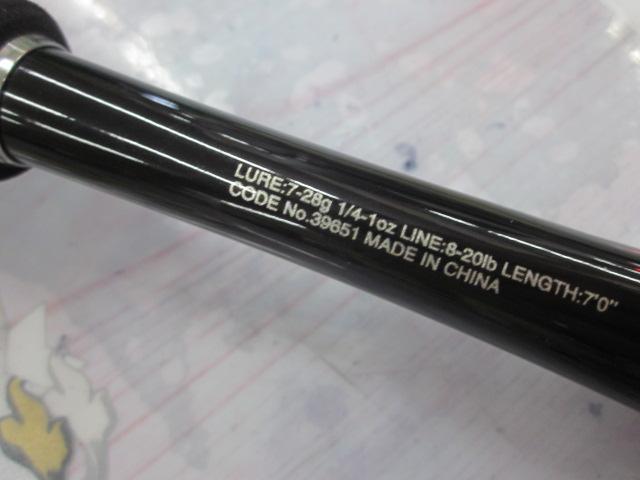 LURE:7-28g 1/4-1oz LINE:8-20lb LENGTH:7'0"
CODE No.39651 MADE IN CHINA